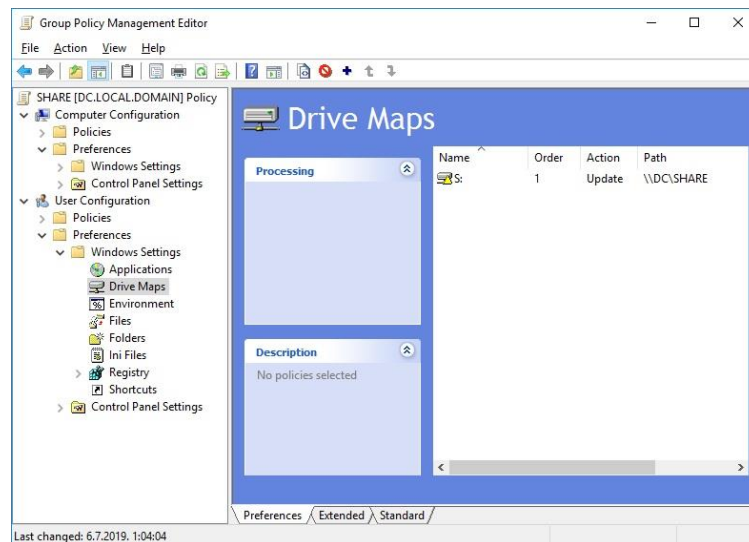 Group Policy Management Editor
File Action View Help
SHARE [DC.LOCAL.DOMAIN] Policy
Computer Configuration
Policies
Preferences
Windows Settings
Control Panel Settings
User Configuration
Policies
Preferences
Windows Settings
Applications
Drive Maps
Environment
Files
Folders
Ini Files
Registry
Shortcuts
Control Panel Settings
Drive Maps
Processing
Description
No policies selected
Name Order Action Path
S: 1 Update \\DC\SHARE
Preferences Extended Standard
Last changed: 6.7.2019. 1:04:04